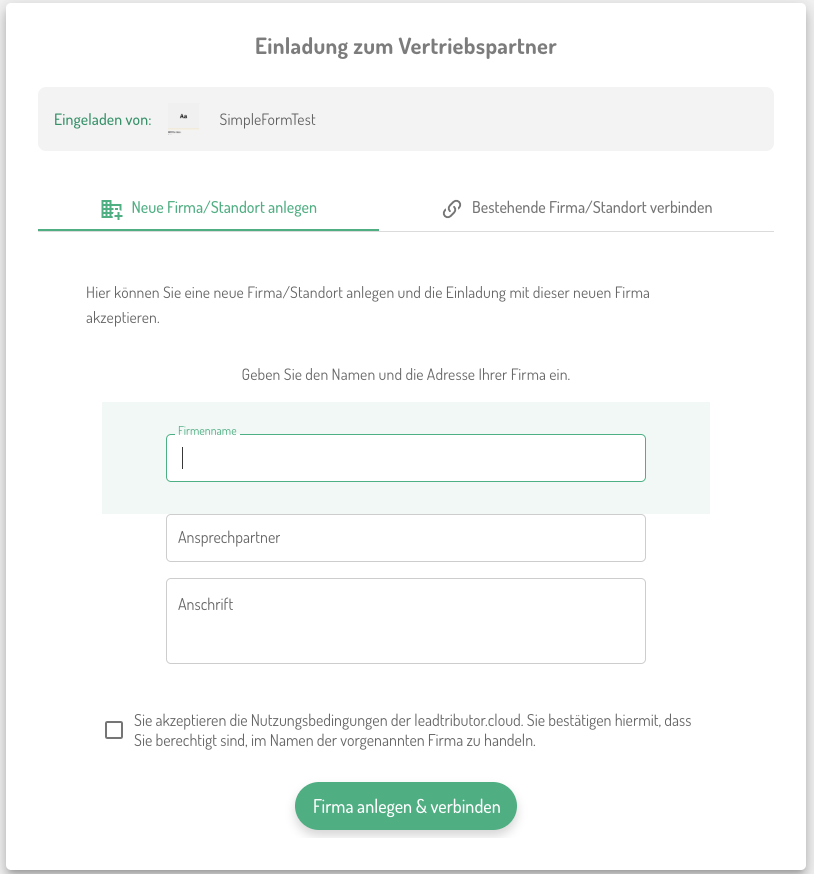 Einladung zum Vertriebspartner
Eingeladen von: Aa SimpleFormTest
Neue Firma/Standort anlegen Bestehende Firma/Standort verbinden
Hier können Sie eine neue Firma/Standort anlegen und die Einladung mit dieser neuen Firma
akzeptieren.
Geben Sie den Namen und die Adresse Ihrer Firma ein.
Firmenname
Ansprechpartner
Anschrift
Sie akzeptieren die Nutzungsbedingungen der leadtributor.cloud. Sie bestätigen hiermit, dass
Sie berechtigt sind, im Namen der vorgenannten Firma zu handeln.
Firma anlegen & verbinden